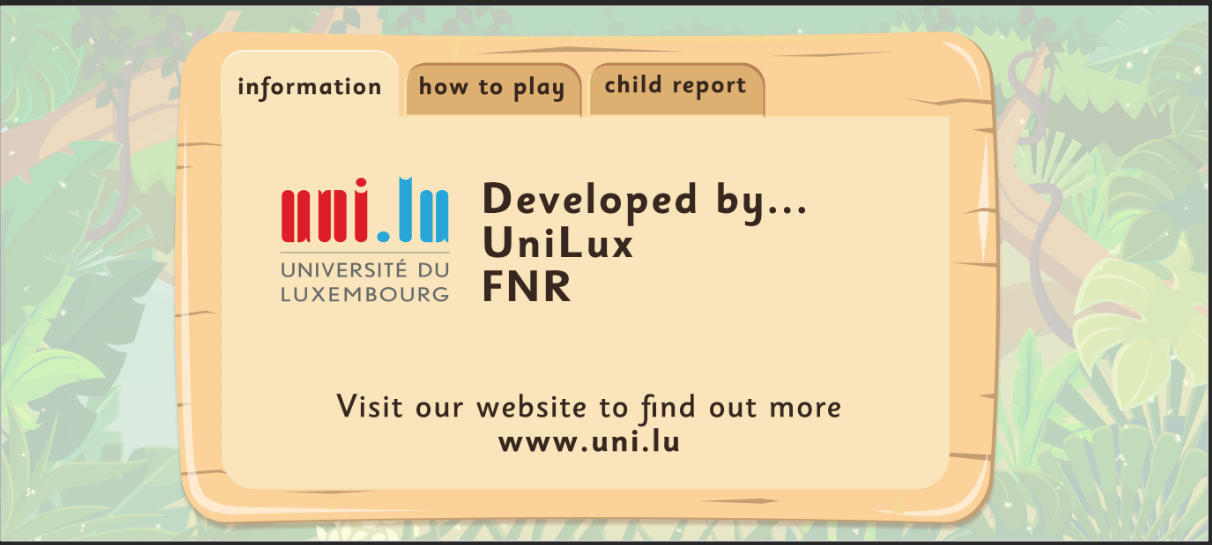 information
how to play
child report
uni.lu
UNIVERSITÉ DU
LUXEMBOURG
Developed by...
UniLux
FNR
Visit our website to find out more
www.uni.lu